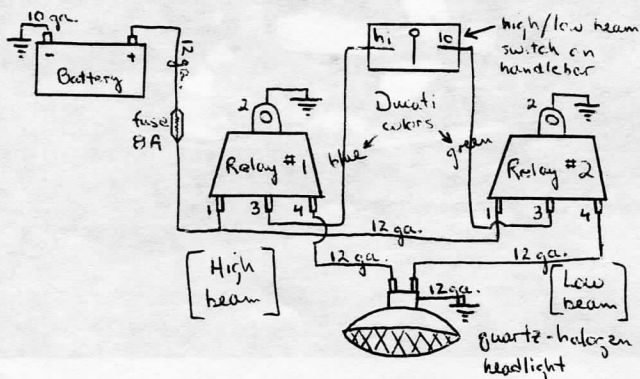 10 ga.
- +
Battery
12 ga.
fuse
8A
hi lo
high/low beam
switch on
handlebar
Ducati
colors
blue
green
2
Relay #1
1 3 4
2
Relay #2
1 3 4
12 ga.
12 ga.
12 ga.
12 ga.
High
beam
Low
beam
quartz-halogen
headlight